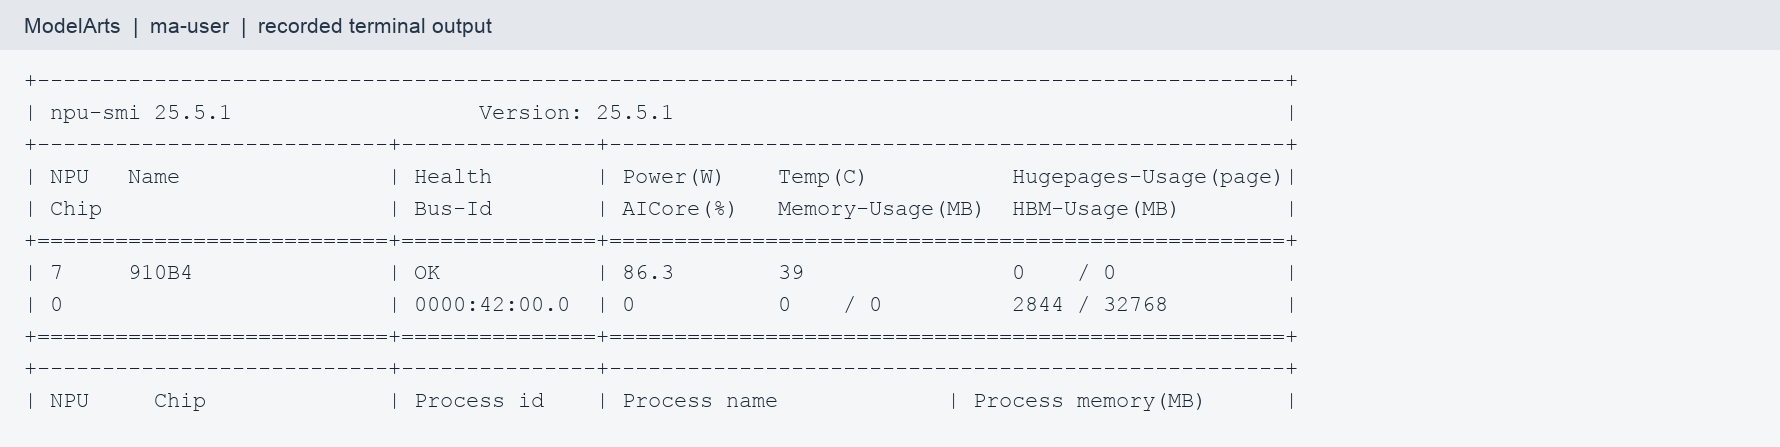 ModelArts | ma-user | recorded terminal output
+------------------------------------------------------------------------------------------------+
| npu-smi 25.5.1                   Version: 25.5.1                                               |
+---------------------------+---------------+----------------------------------------------------+
| NPU   Name                | Health        | Power(W)    Temp(C)           Hugepages-Usage(page)|
| Chip                      | Bus-Id        | AICore(%)   Memory-Usage(MB)  HBM-Usage(MB)        |
+===========================+===============+====================================================+
| 7     910B4               | OK            | 86.3        39                0    / 0             |
| 0                         | 0000:42:00.0  | 0           0    / 0          2844 / 32768         |
+===========================+===============+====================================================+
+---------------------------+---------------+----------------------------------------------------+
| NPU     Chip              | Process id    | Process name             | Process memory(MB)      |